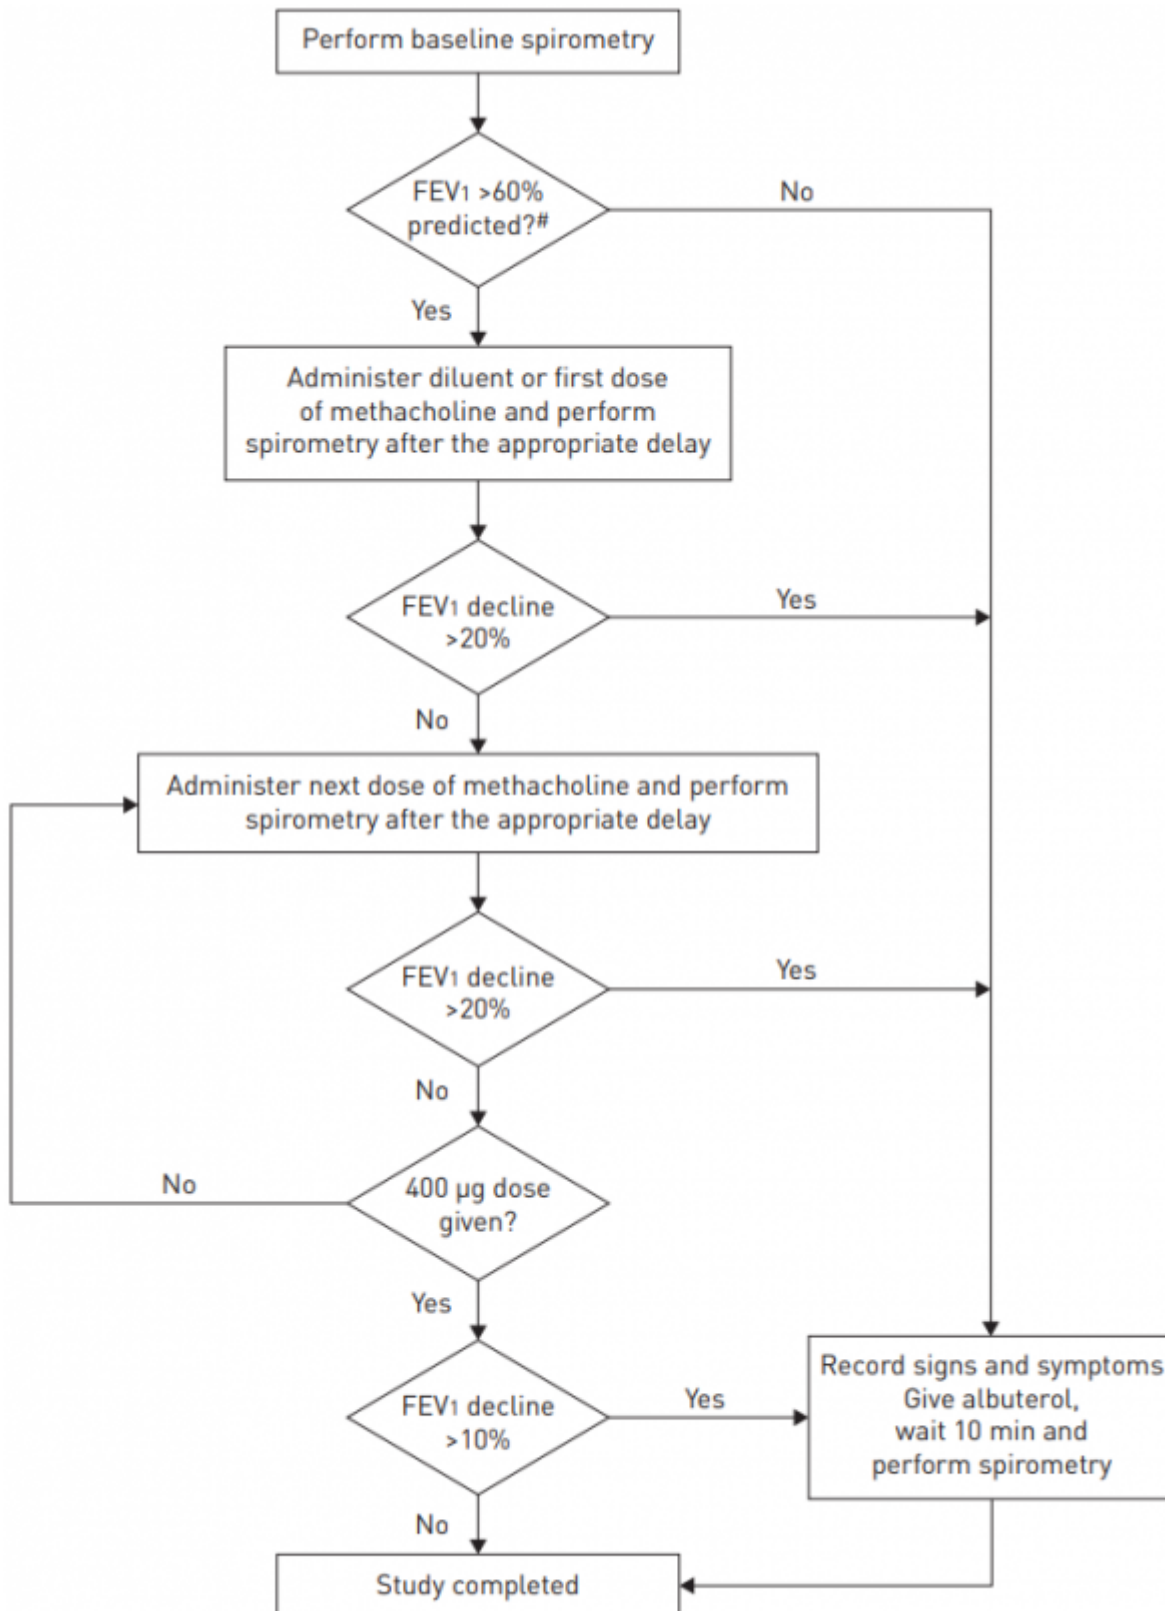 Perform baseline spirometry
FEV1 >60%
predicted?#
No
Yes
Administer diluent or first dose
of methacholine and perform
spirometry after the appropriate delay
FEV1 decline
>20%
Yes
No
Administer next dose of methacholine and perform
spirometry after the appropriate delay
FEV1 decline
>20%
Yes
No
400 µg dose
given?
No
Yes
FEV1 decline
>10%
Yes
Record signs and symptoms
Give albuterol,
wait 10 min and
perform spirometry
No
Study completed